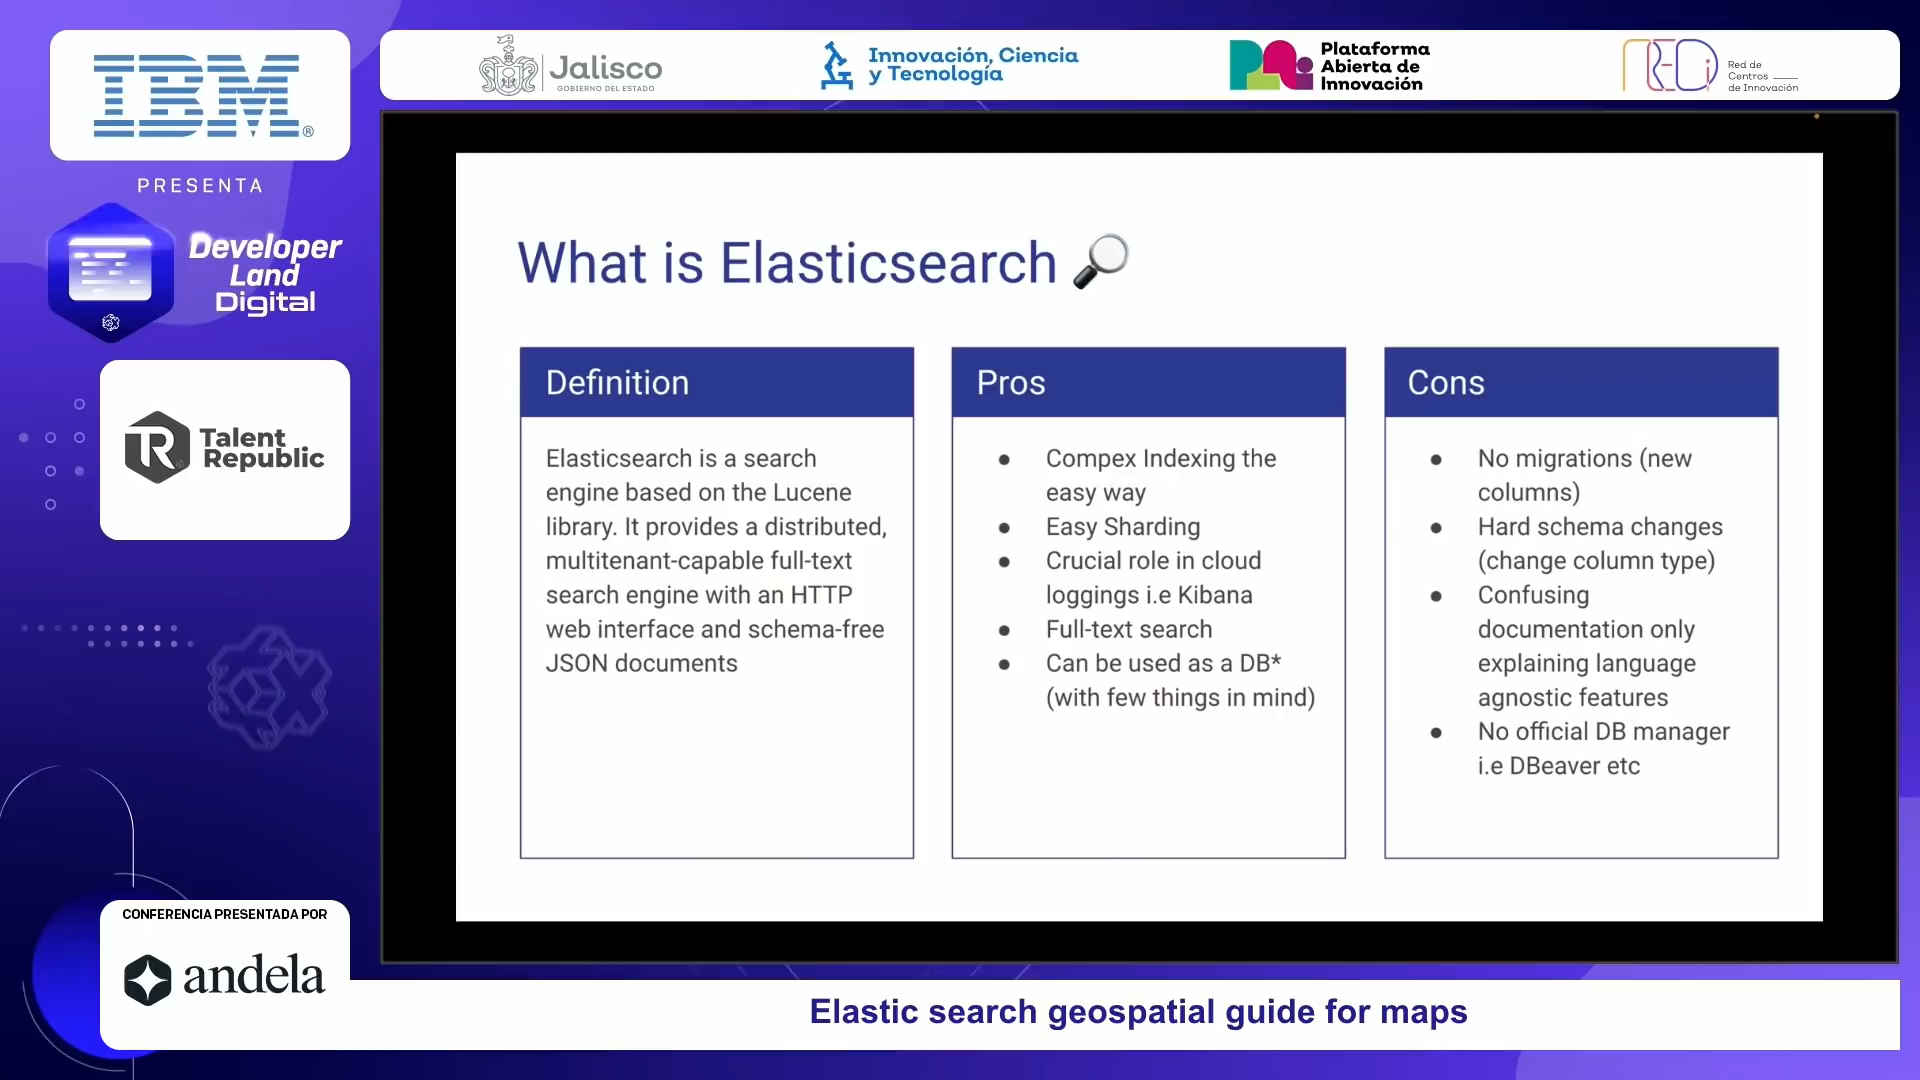 IBM®
PRESENTA
Developer
Land
Digital
Talent
Republic
CONFERENCIA PRESENTADA POR
andela
Jalisco
GOBIERNO DEL ESTADO
Innovación, Ciencia
y Tecnología
Plataforma
Abierta de
Innovación
REDi
Red de
Centros
de Innovación
What is Elasticsearch
Definition
Elasticsearch is a search
engine based on the Lucene
library. It provides a distributed,
multitenant-capable full-text
search engine with an HTTP
web interface and schema-free
JSON documents
Pros
● Compex Indexing the
easy way
● Easy Sharding
● Crucial role in cloud
loggings i.e Kibana
● Full-text search
● Can be used as a DB*
(with few things in mind)
Cons
● No migrations (new
columns)
● Hard schema changes
(change column type)
● Confusing
documentation only
explaining language
agnostic features
● No official DB manager
i.e DBeaver etc
Elastic search geospatial guide for maps